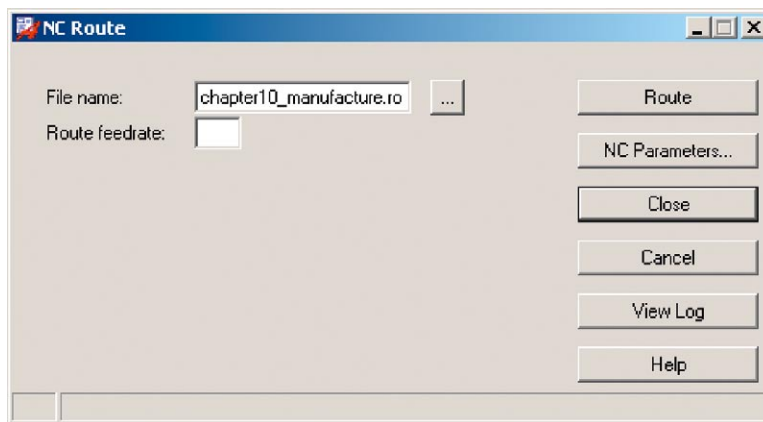 NC Route
File name:
chapter10_manufacture.ro
...
Route feedrate:
Route
NC Parameters...
Close
Cancel
View Log
Help